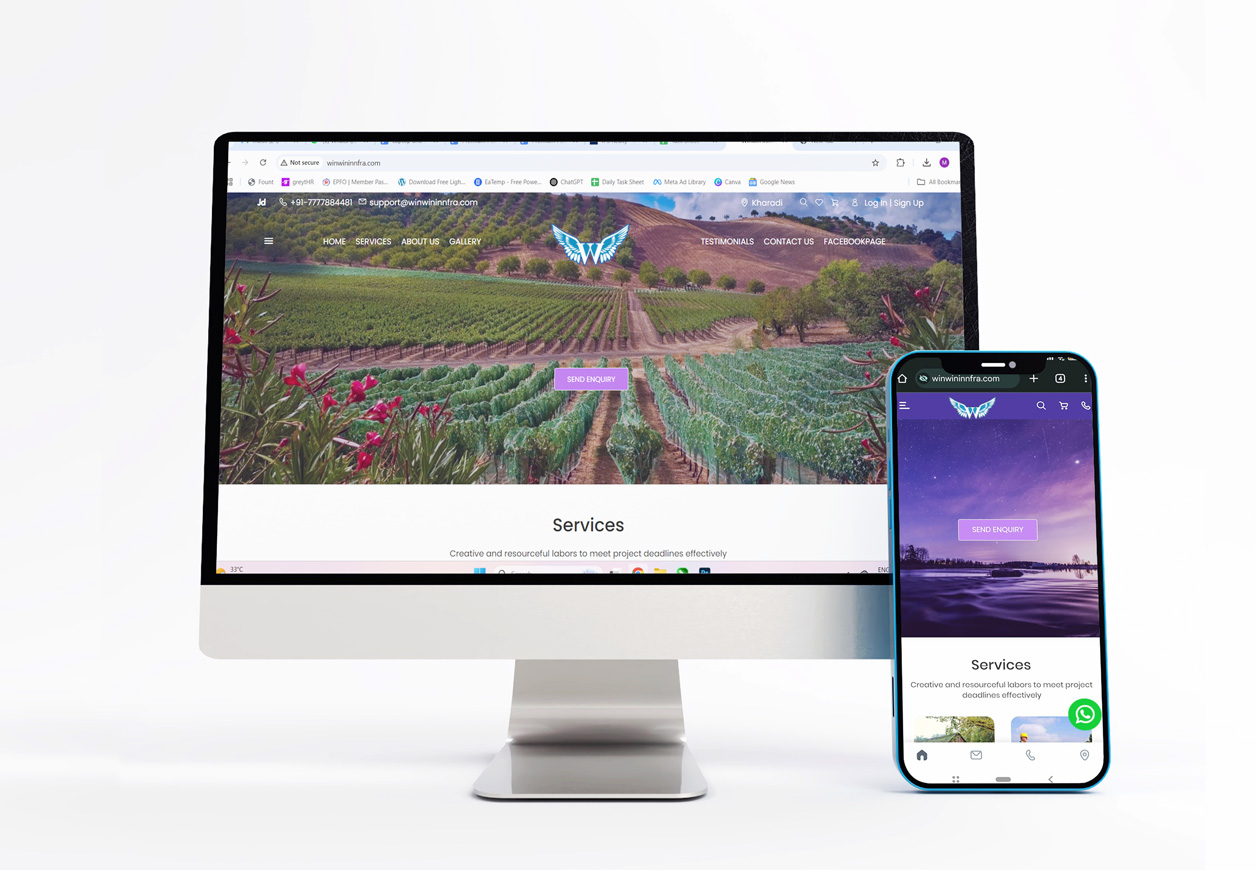 Not secure winwininnfra.com
Fount greytHR EPFO | Member Pas... Download Free Ligh... EaTemp - Free Powe... ChatGPT Daily Task Sheet Meta Ad Library Canva Google News All Bookma
Jd +91-7777884481 support@winwininnfra.com Kharadi Log In | Sign Up
HOME SERVICES ABOUT US GALLERY W TESTIMONIALS CONTACT US FACEBOOKPAGE
SEND ENQUIRY
Services
Creative and resourceful labors to meet project deadlines effectively
33°C ENG
winwininnfra.com 4
W
SEND ENQUIRY
Services
Creative and resourceful labors to meet project
deadlines effectively